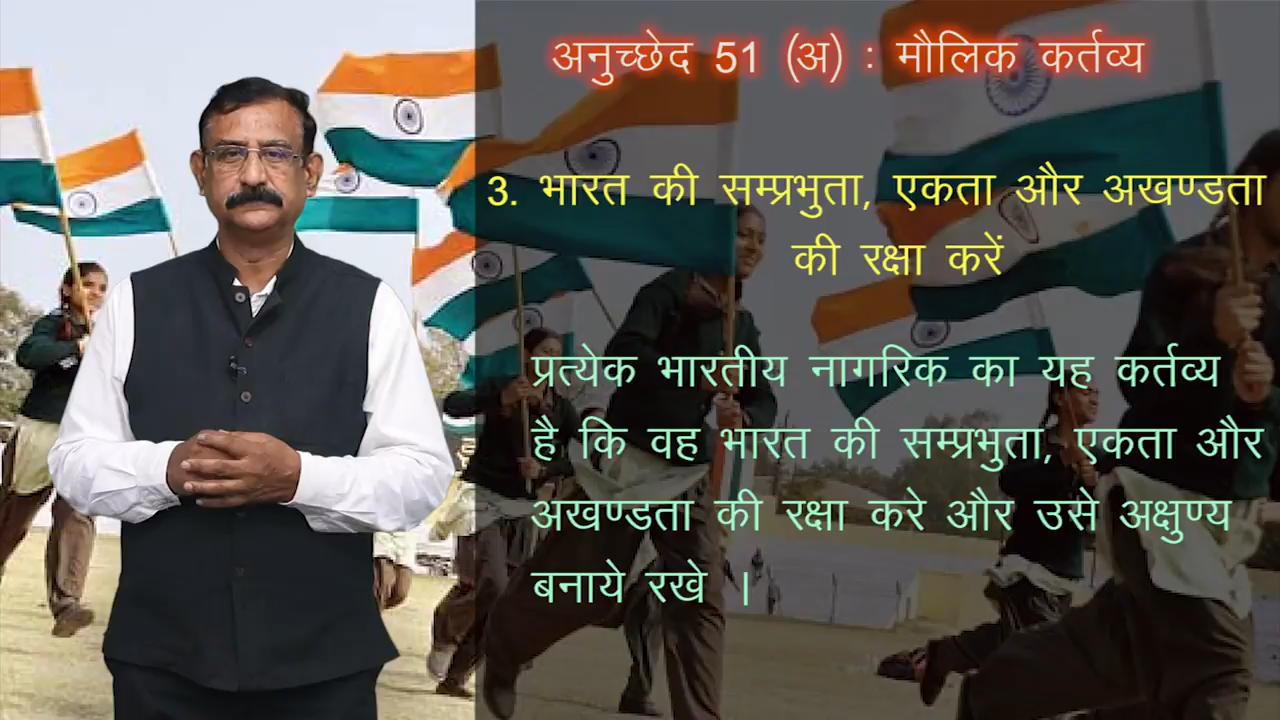 अनुच्छेद 51 (अ) : मौलिक कर्तव्य
3. भारत की सम्प्रभुता, एकता और अखण्डता
की रक्षा करें
प्रत्येक भारतीय नागरिक का यह कर्तव्य
है कि वह भारत की सम्प्रभुता, एकता और
अखण्डता की रक्षा करे और उसे अक्षुण्य
बनाये रखे ।